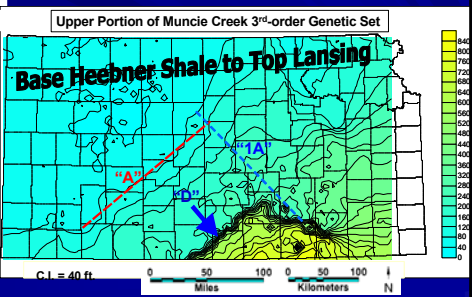 Upper Portion of Muncie Creek 3rd-order Genetic Set
Base Heebner Shale to Top Lansing
"A"
"1A"
"D"
840
800
760
720
680
640
600
560
520
480
440
400
360
320
280
240
200
160
120
80
40
0
C.I. = 40 ft.
0 50 100
Miles
0 50 100
Kilometers
N